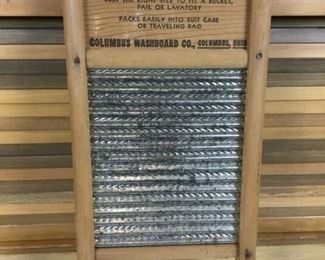 JUST THE RIGHT SIZE TO FIT A BUCKET,
PAIL OR LAVATORY
PACKS EASILY INTO SUIT CASE
OR TRAVELING BAG
COLUMBUS WASHBOARD CO., COLUMBUS, OHIO